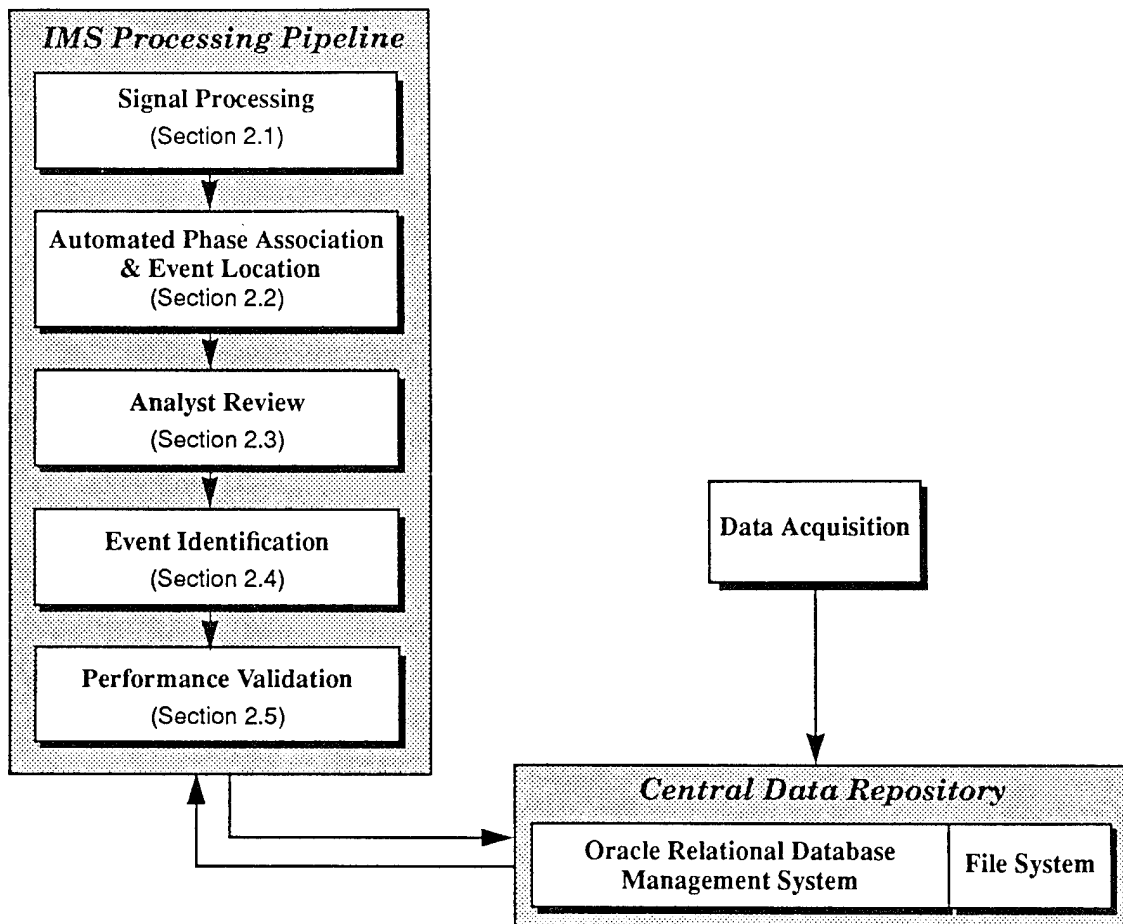 IMS Processing Pipeline
Signal Processing
(Section 2.1)
Automated Phase Association
& Event Location
(Section 2.2)
Analyst Review
(Section 2.3)
Event Identification
(Section 2.4)
Performance Validation
(Section 2.5)
Data Acquisition
Central Data Repository
Oracle Relational Database
Management System
File System